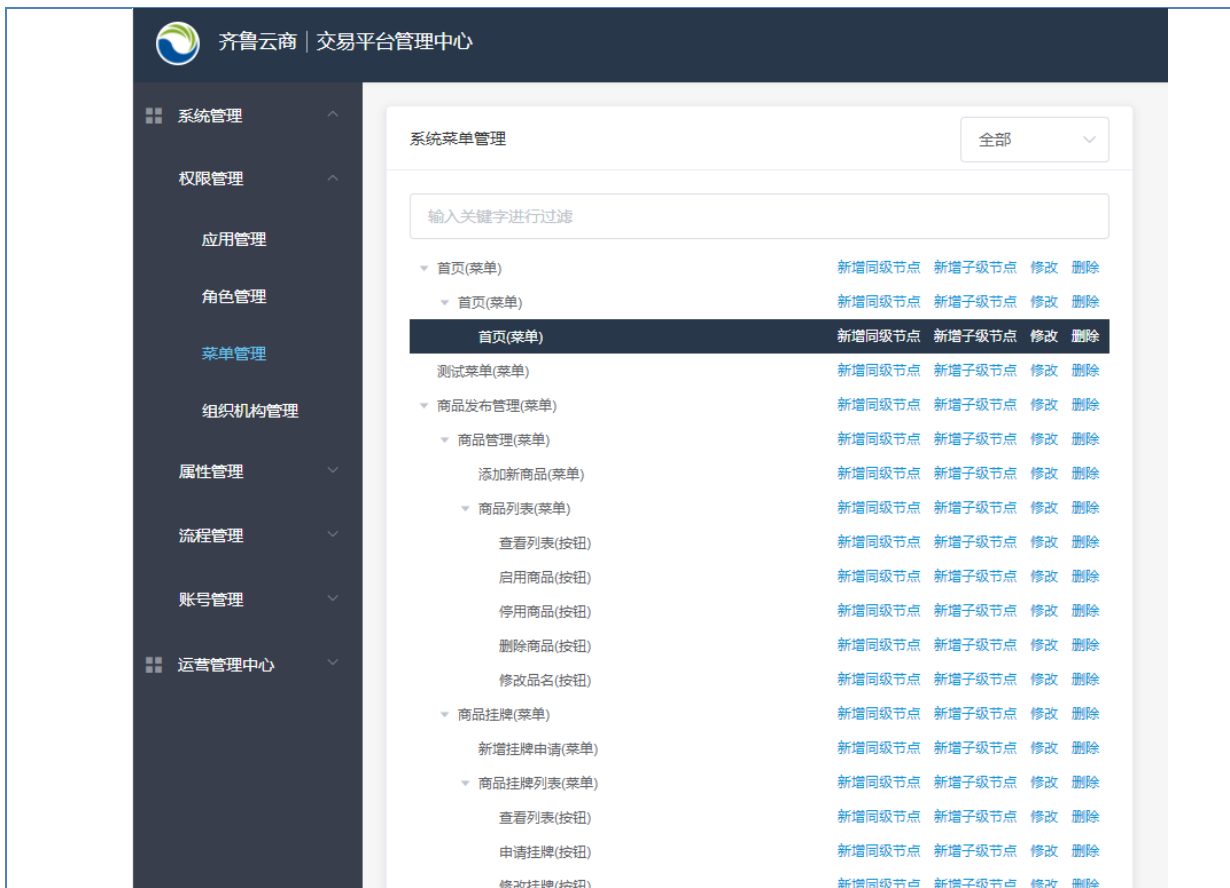 齐鲁云商 | 交易平台管理中心
系统管理
权限管理
应用管理
角色管理
菜单管理
组织机构管理
属性管理
流程管理
账号管理
运营管理中心
系统菜单管理 全部
输入关键字进行过滤
首页(菜单) 新增同级节点 新增子级节点 修改 删除
首页(菜单) 新增同级节点 新增子级节点 修改 删除
首页(菜单) 新增同级节点 新增子级节点 修改 删除
测试菜单(菜单) 新增同级节点 新增子级节点 修改 删除
商品发布管理(菜单) 新增同级节点 新增子级节点 修改 删除
商品管理(菜单) 新增同级节点 新增子级节点 修改 删除
添加新商品(菜单) 新增同级节点 新增子级节点 修改 删除
商品列表(菜单) 新增同级节点 新增子级节点 修改 删除
查看列表(按钮) 新增同级节点 新增子级节点 修改 删除
启用商品(按钮) 新增同级节点 新增子级节点 修改 删除
停用商品(按钮) 新增同级节点 新增子级节点 修改 删除
删除商品(按钮) 新增同级节点 新增子级节点 修改 删除
修改品名(按钮) 新增同级节点 新增子级节点 修改 删除
商品挂牌(菜单) 新增同级节点 新增子级节点 修改 删除
新增挂牌申请(菜单) 新增同级节点 新增子级节点 修改 删除
商品挂牌列表(菜单) 新增同级节点 新增子级节点 修改 删除
查看列表(按钮) 新增同级节点 新增子级节点 修改 删除
申请挂牌(按钮) 新增同级节点 新增子级节点 修改 删除
修改挂牌(按钮) 新增同级节点 新增子级节点 修改 删除